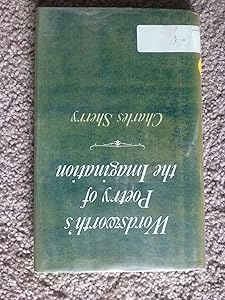 Wordsworth's
Poetry of
the Imagination
Charles Sherry